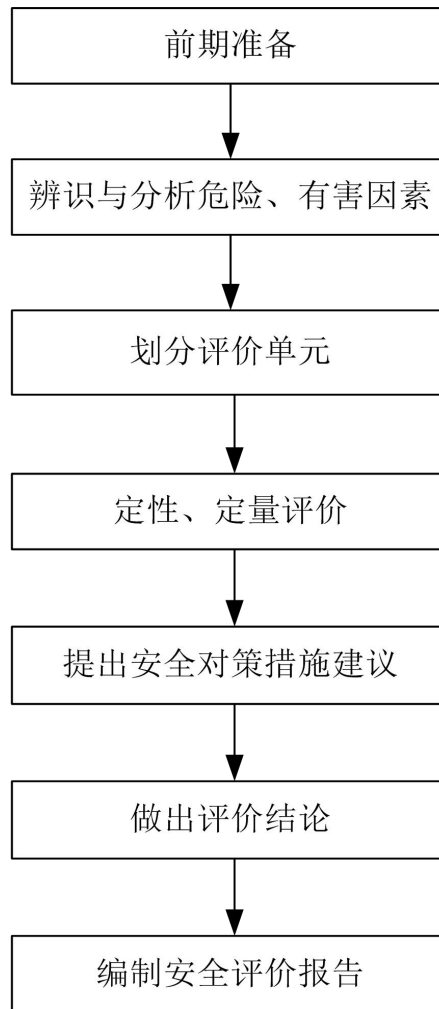 前期准备
辨识与分析危险、有害因素
划分评价单元
定性、定量评价
提出安全对策措施建议
做出评价结论
编制安全评价报告